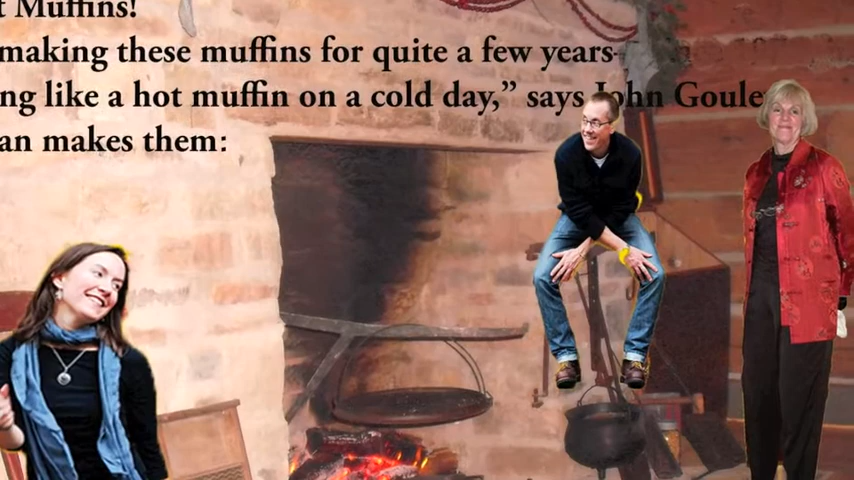 t Muffins!
making these muffins for quite a few years-
ng like a hot muffin on a cold day,” says John Goule
an makes them: